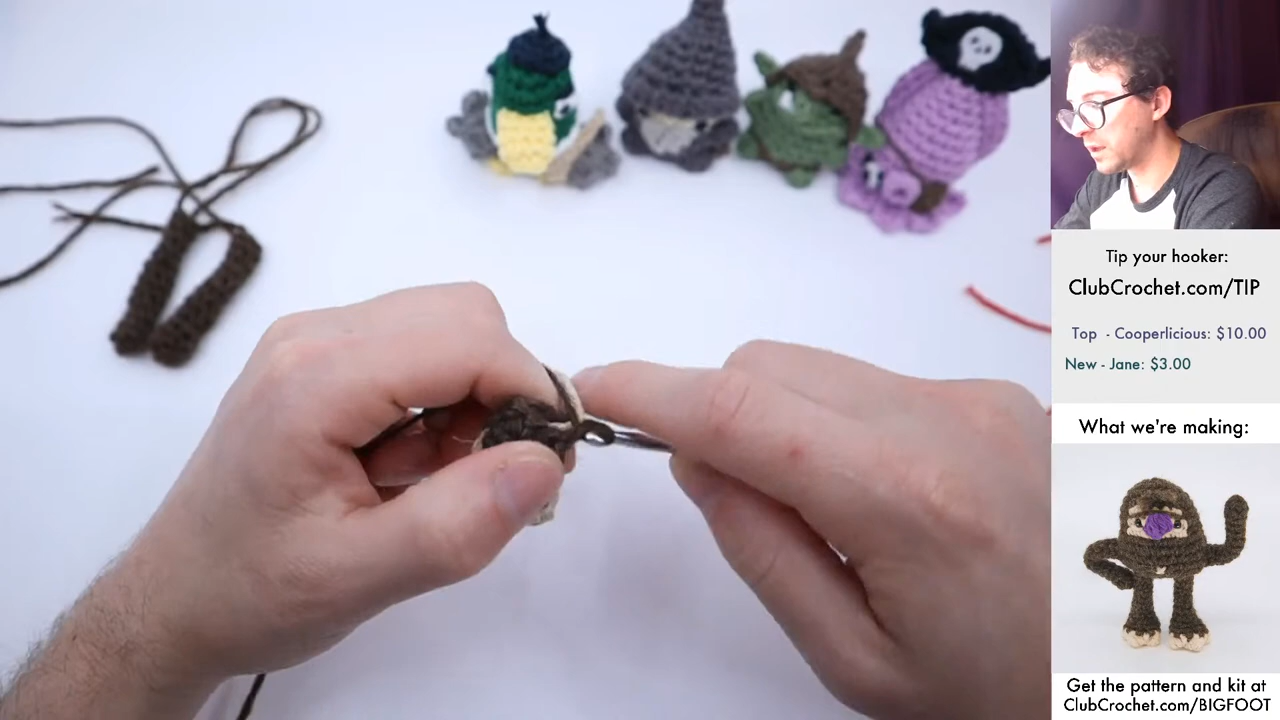 Tip your hooker:
ClubCrochet.com/TIP
Top - Cooperlicious: $10.00
New - Jane: $3.00
What we're making:
Get the pattern and kit at
ClubCrochet.com/BIGFOOT